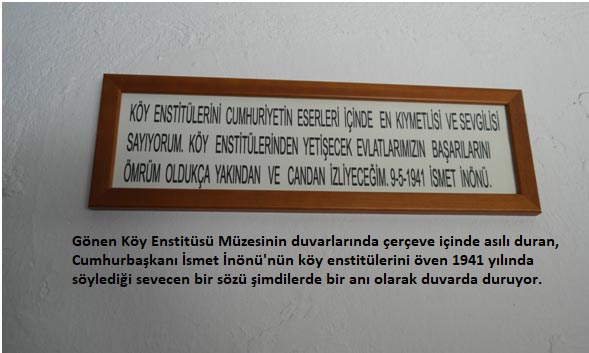 KÖY ENSTİTÜLERİNİ CUMHURİYETİN ESERLERİ İÇİNDE EN KIYMETLİSİ VE SEVGİLİSİ
SAYIYORUM. KÖY ENSTİTÜLERİNDEN YETİŞECEK EVLATLARIMIZIN BAŞARILARINI
ÖMRÜM OLDUKÇA YAKINDAN VE CANDAN İZLİYECEĞİM. 9-5-1941 İSMET İNÖNÜ.
Gönen Köy Enstitüsü Müzesinin duvarlarında çerçeve içinde asılı duran,
Cumhurbaşkanı İsmet İnönü'nün köy enstitülerini öven 1941 yılında
söylediği sevecen bir sözü şimdilerde bir anı olarak duvarda duruyor.